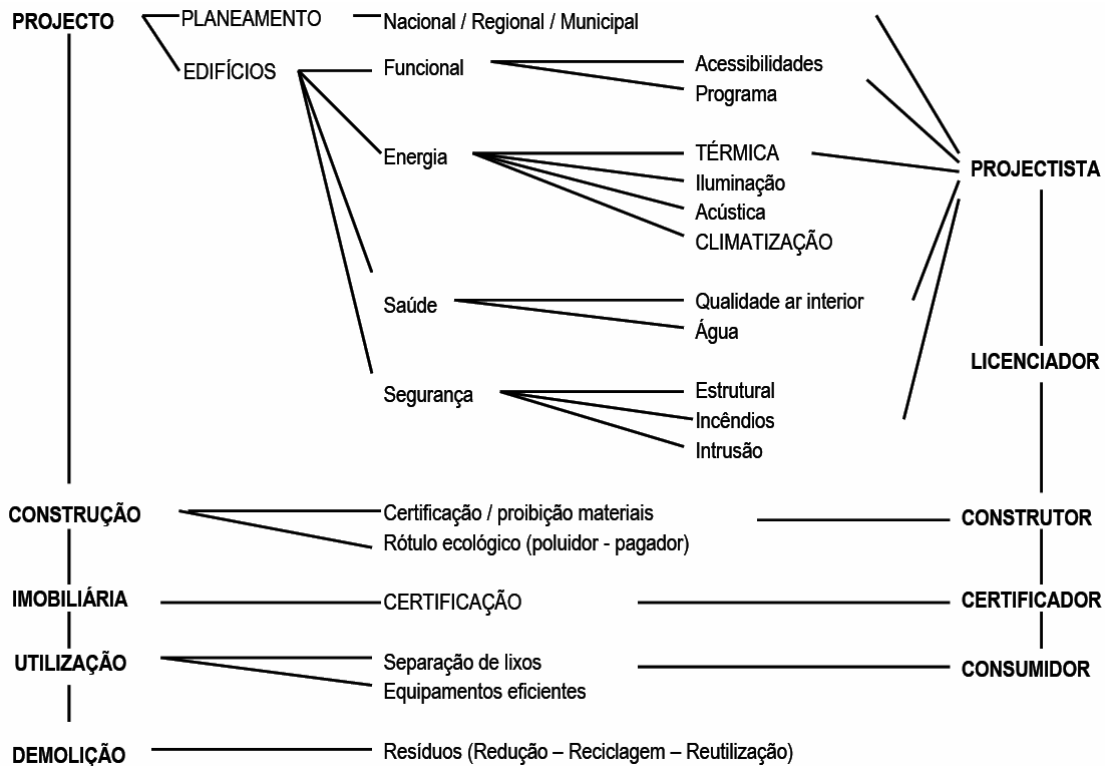 PROJECTO
PLANEAMENTO
Nacional / Regional / Municipal
EDIFÍCIOS
Funcional
Acessibilidades
Programa
Energia
TÉRMICA
Iluminação
Acústica
CLIMATIZAÇÃO
PROJECTISTA
Saúde
Qualidade ar interior
Água
LICENCIADOR
Segurança
Estrutural
Incêndios
Intrusão
CONSTRUÇÃO
Certificação / proibição materiais
Rótulo ecológico (poluidor - pagador)
CONSTRUTOR
IMOBILIÁRIA
CERTIFICAÇÃO
CERTIFICADOR
UTILIZAÇÃO
Separação de lixos
Equipamentos eficientes
CONSUMIDOR
DEMOLIÇÃO
Resíduos (Redução – Reciclagem – Reutilização)